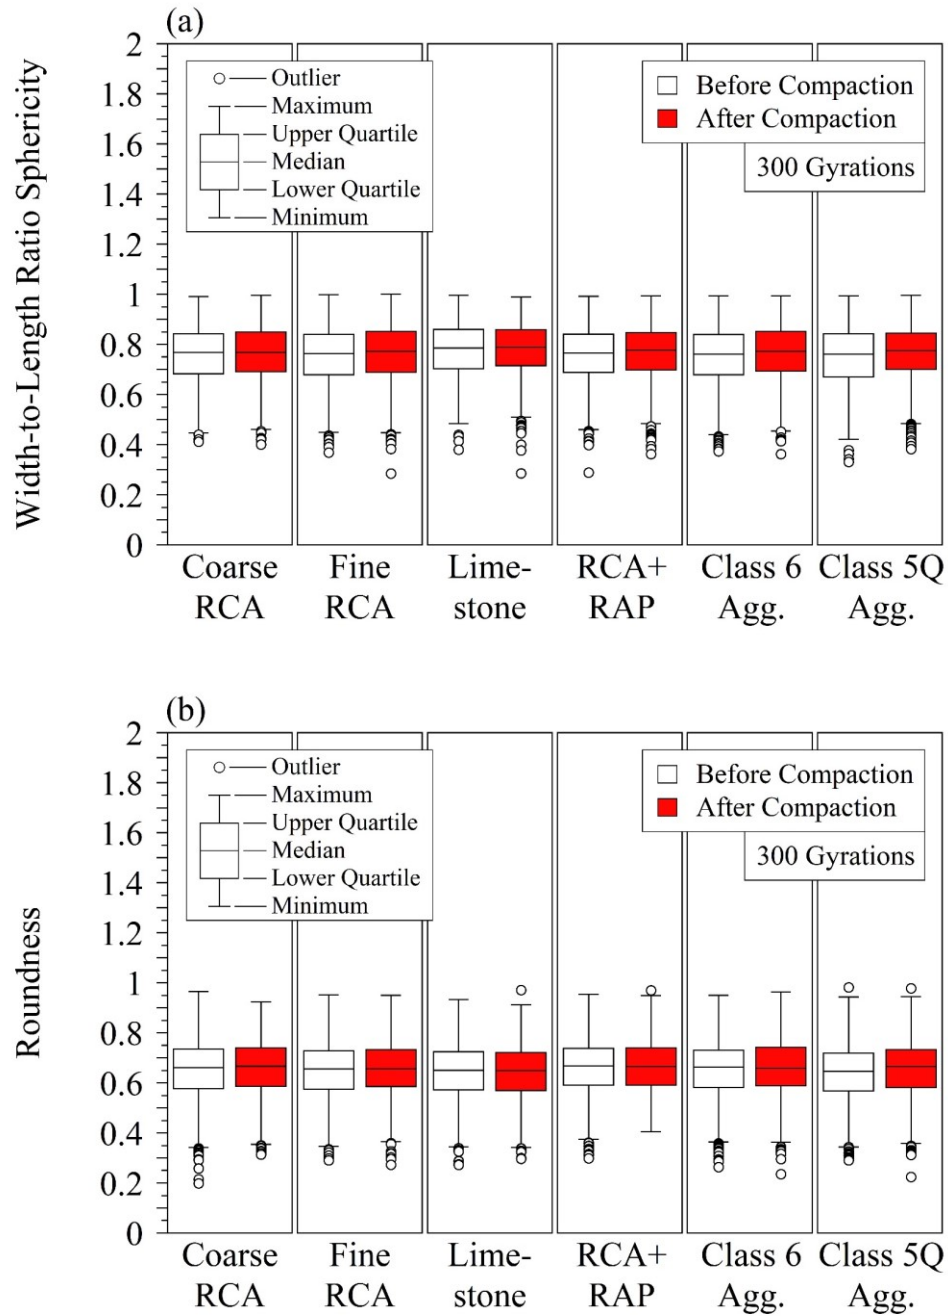 (a)
Width-to-Length Ratio Sphericity
2
1.8
1.6
1.4
1.2
1
0.8
0.6
0.4
0.2
0
Outlier
Maximum
Upper Quartile
Median
Lower Quartile
Minimum
Before Compaction
After Compaction
300 Gyrations
Coarse
RCA
Fine
RCA
Lime-
stone
RCA+
RAP
Class 6
Agg.
Class 5Q
Agg.
(b)
Roundness
2
1.8
1.6
1.4
1.2
1
0.8
0.6
0.4
0.2
0
Outlier
Maximum
Upper Quartile
Median
Lower Quartile
Minimum
Before Compaction
After Compaction
300 Gyrations
Coarse
RCA
Fine
RCA
Lime-
stone
RCA+
RAP
Class 6
Agg.
Class 5Q
Agg.